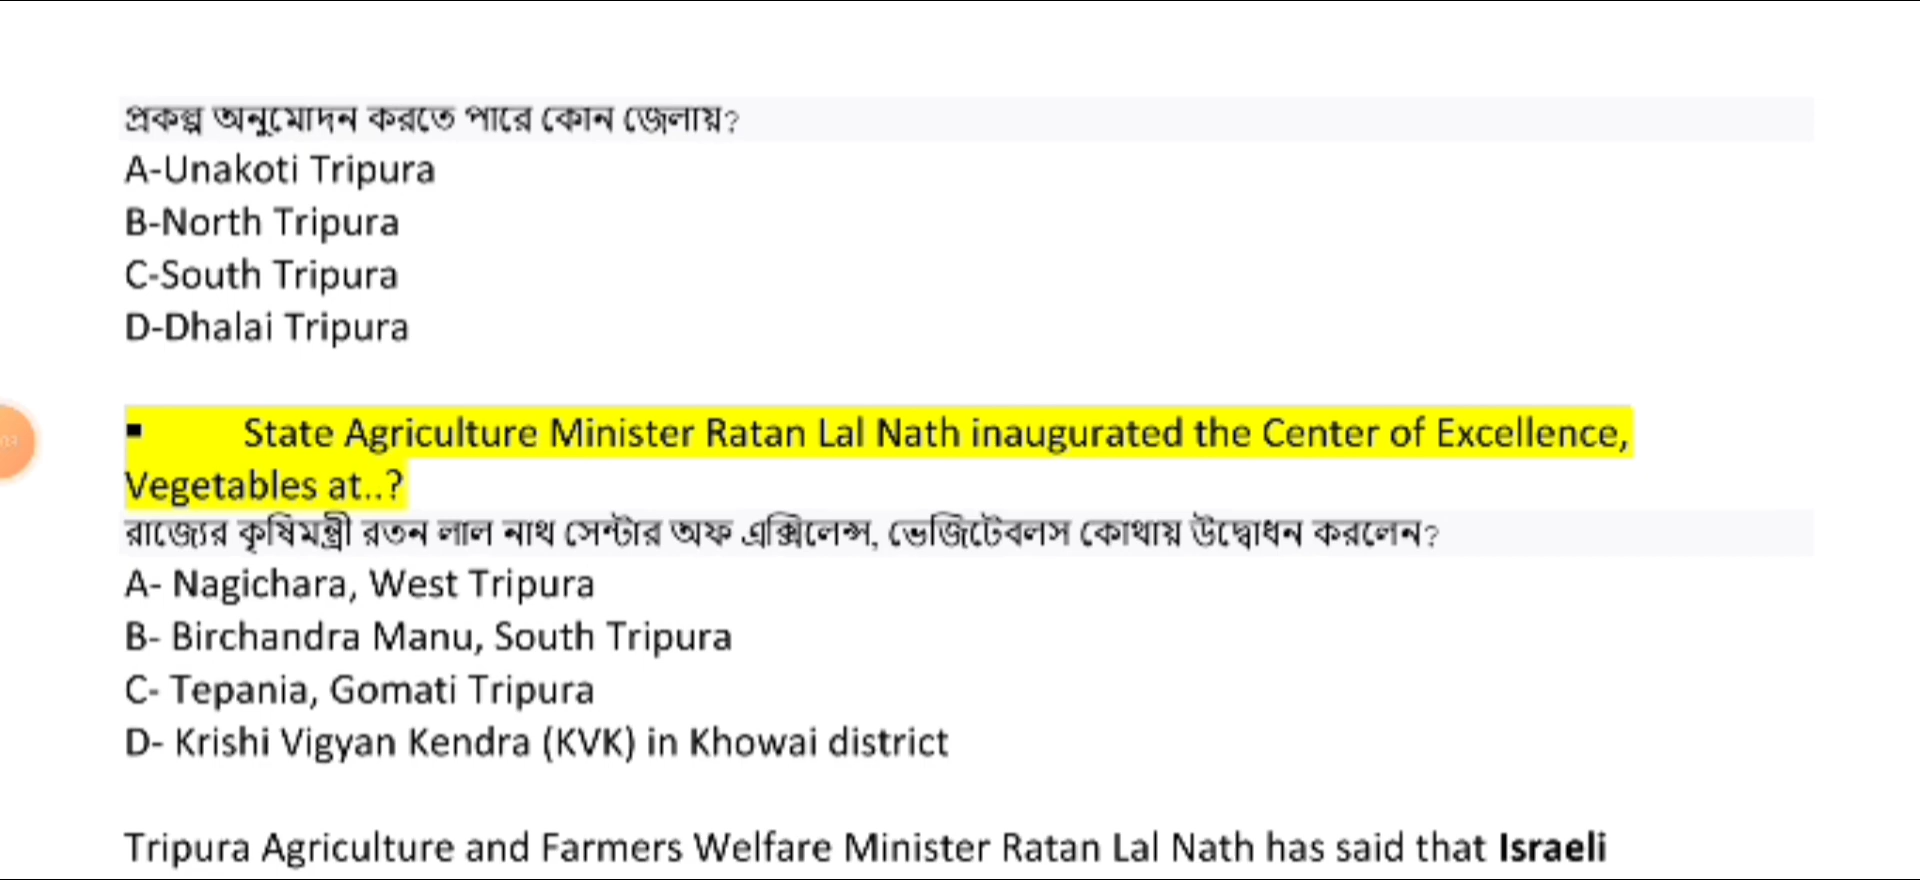 প্রকল্প অনুমোদন করতে পারে কোন জেলায়?
A-Unakoti Tripura
B-North Tripura
C-South Tripura
D-Dhalai Tripura
▪ State Agriculture Minister Ratan Lal Nath inaugurated the Center of Excellence,
Vegetables at..?
রাজ্যের কৃষিমন্ত্রী রতন লাল নাথ সেন্টার অফ এক্সিলেন্স, ভেজিটেবলস কোথায় উদ্বোধন করলেন?
A- Nagichara, West Tripura
B- Birchandra Manu, South Tripura
C- Tepania, Gomati Tripura
D- Krishi Vigyan Kendra (KVK) in Khowai district
Tripura Agriculture and Farmers Welfare Minister Ratan Lal Nath has said that Israeli